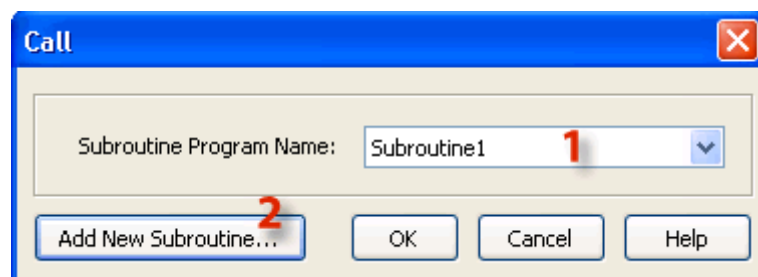 Call
Subroutine Program Name: Subroutine1 1
2
Add New Subroutine... OK Cancel Help